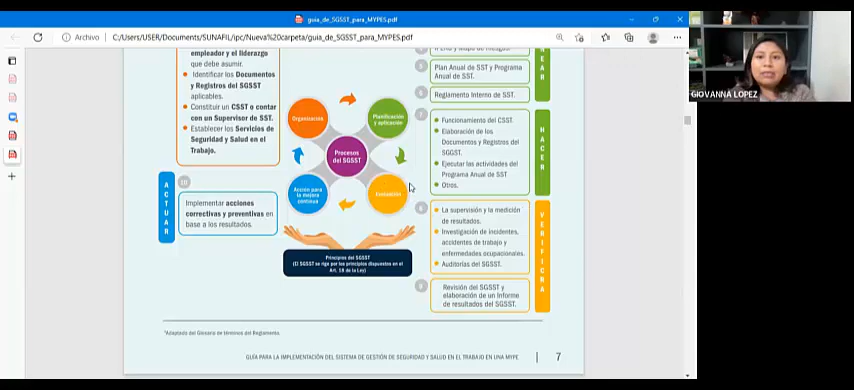 guia_de_SGSST_para_MYPES.pdf
Archivo
C:/Users/USER/Documents/SUNAFIL/ipc/Nueva%20carpeta/guia_de_SGSST_para_MYPES.pdf
GIOVANNA LOPEZ
empleador y el liderazgo
que debe asumir.
Identificar los Documentos
y Registros del SGSST
aplicables.
Constituir un CSST o contar
con un Supervisor de SST.
Establecer los Servicios de
Seguridad y Salud en el
Trabajo.
ACTUAR
10
Implementar acciones
correctivas y preventivas en
base a los resultados.
Organización
Planificación
y aplicación
Procesos
del SGSST
Acción para
la mejora
continua
Evaluación
Principios del SGSST
(El SGSST se rige por los principios dispuestos en el
Art. 18 de la Ley)
Plan Anual de SST y Programa
Anual de SST.
Reglamento Interno de SST.
EAR
7
Funcionamiento del CSST.
Elaboración de los
Documentos y Registros del
SGGST.
Ejecutar las actividades del
Programa Anual de SST
Otros.
HACER
La supervisión y la medición
de resultados.
Investigación de incidentes,
accidentes de trabajo y
enfermedades ocupacionales.
Auditorías del SGSST.
Revisión del SGSST y
elaboración de un Informe
de resultados del SGSST.
VERIFICRA
Adaptado del Glosario de términos del Reglamento.
GUÍA PARA LA IMPLEMENTACIÓN DEL SISTEMA DE GESTIÓN DE SEGURIDAD Y SALUD EN EL TRABAJO EN UNA MYPE | 7